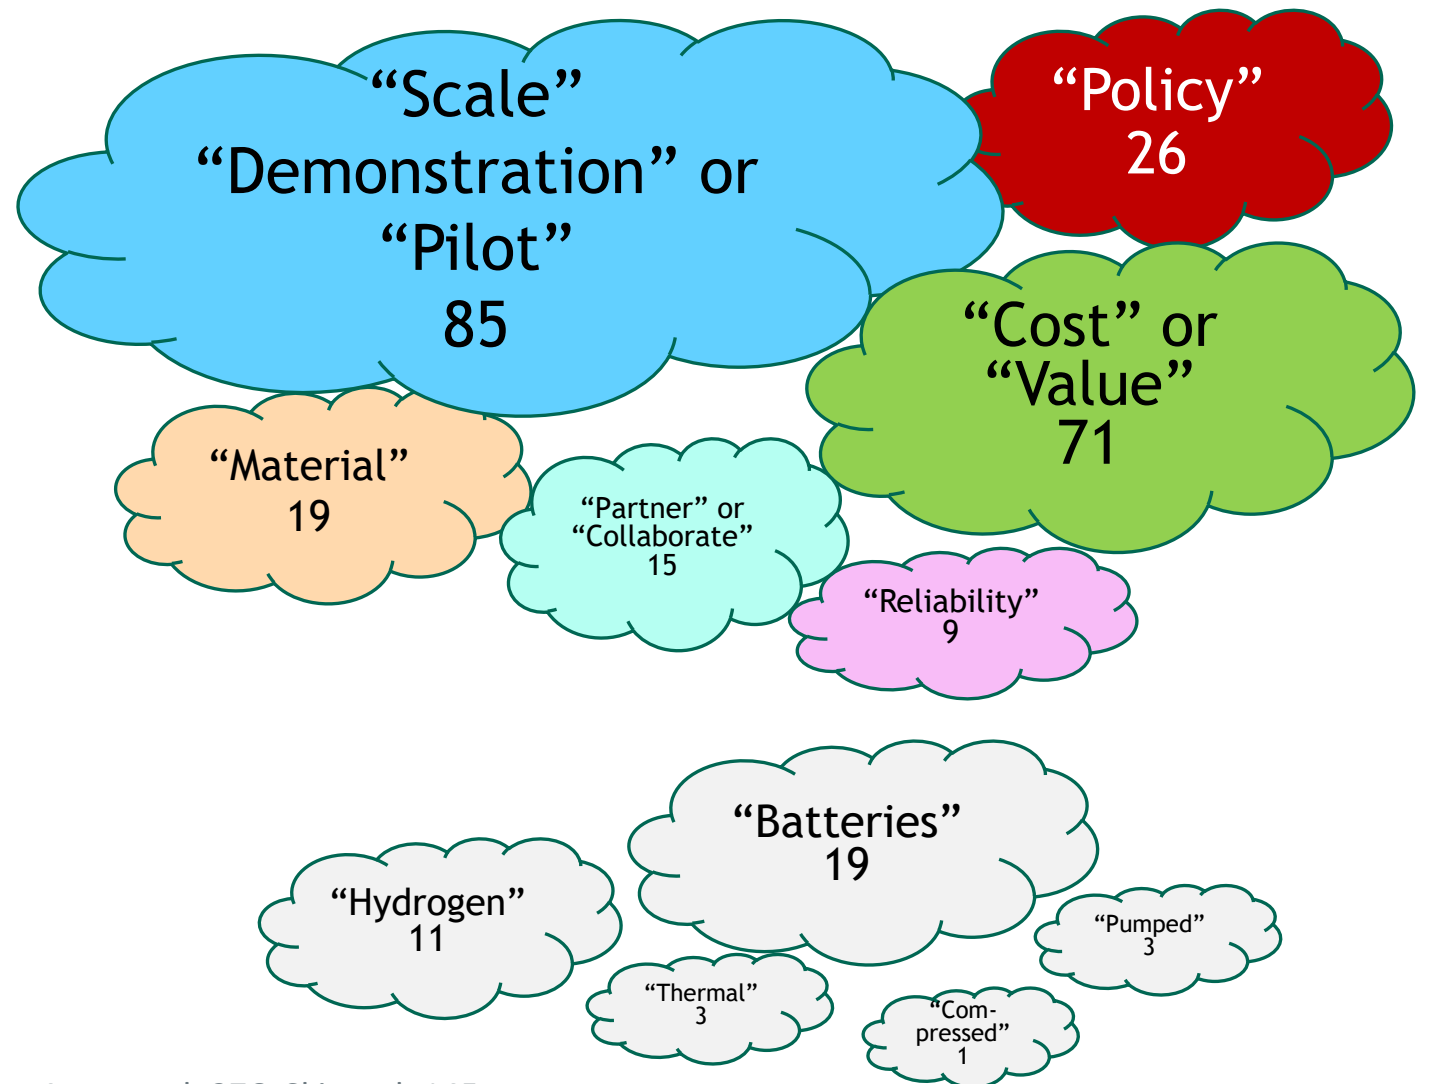 “Scale”
“Demonstration” or
“Pilot”
85
“Policy”
26
“Cost” or
“Value”
71
“Material”
19
“Partner” or
“Collaborate”
15
“Reliability”
9
“Batteries”
19
“Hydrogen”
11
“Pumped”
3
“Thermal”
3
“Com-
pressed”
1